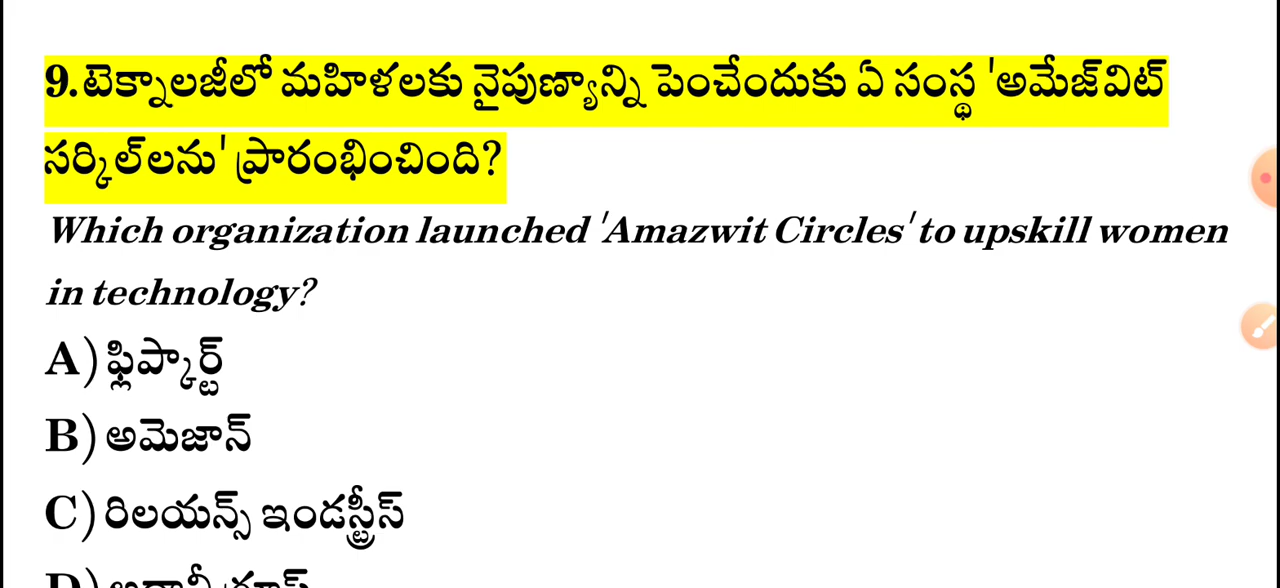 9.టెక్నాలజీలో మహిళలకు నైపుణ్యాన్ని పెంచేందుకు ఏ సంస్థ 'అమేజ్‌విట్
సర్కిల్‌లను' ప్రారంభించింది?
Which organization launched 'Amazwit Circles' to upskill women
in technology?
A) ఫ్లిప్కార్ట్
B) అమెజాన్
C) రిలయన్స్ ఇండస్ట్రీస్
D)